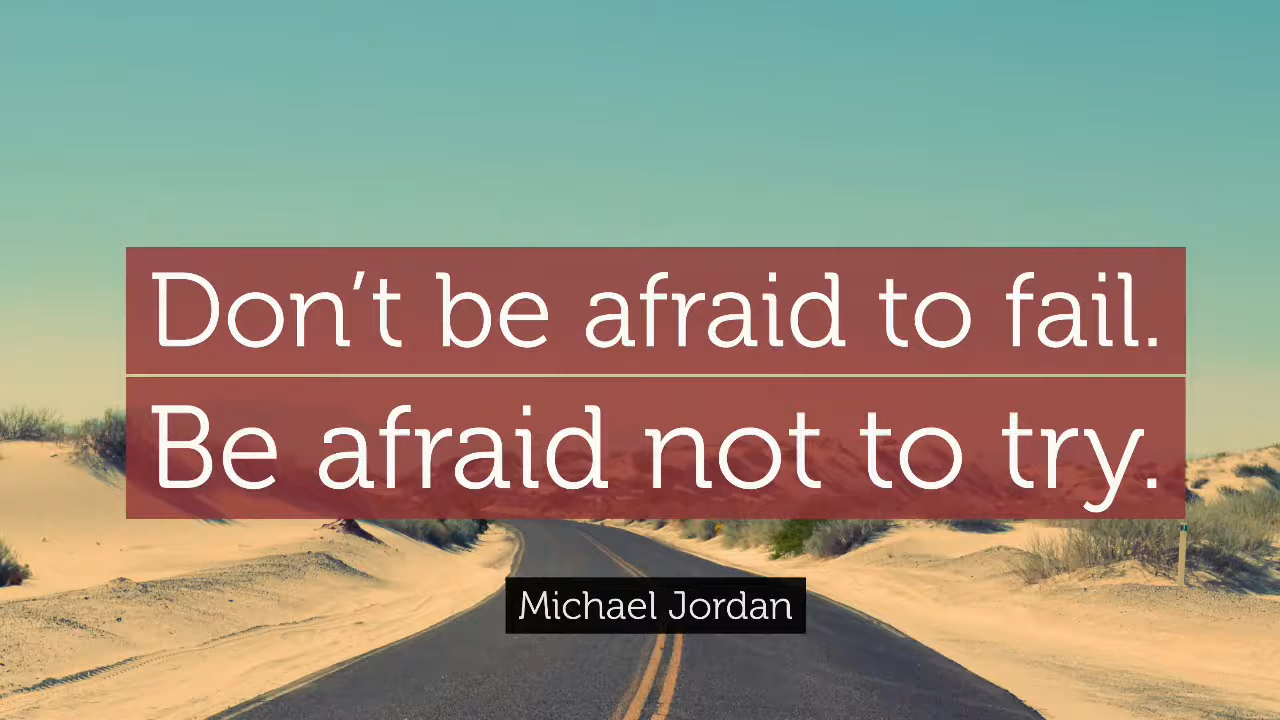 Don’t be afraid to fail.
Be afraid not to try.
Michael Jordan